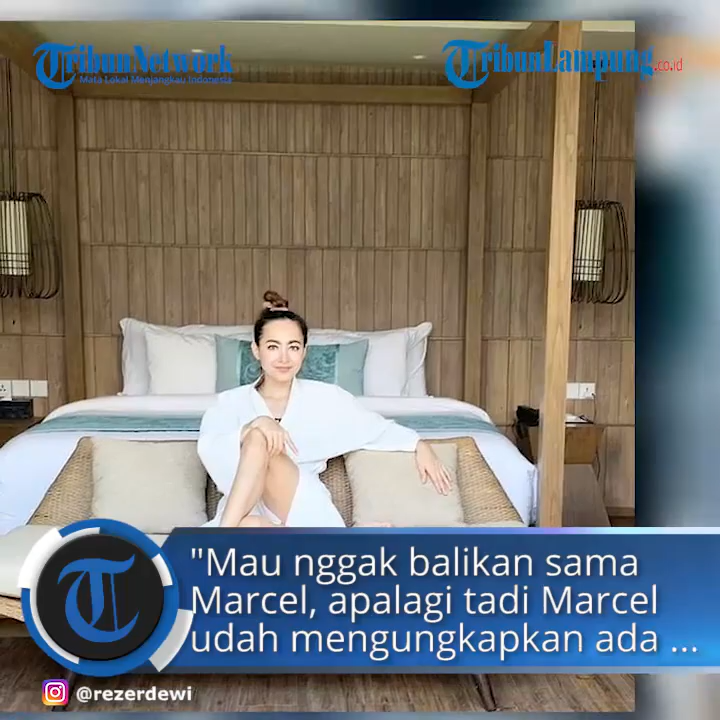 TribunNetwork TribunLampung.co.id
Mata Lokal Menjangkau Indonesia
"Mau nggak balikan sama
Marcel, apalagi tadi Marcel
udah mengungkapkan ada ...
@rezerdewi